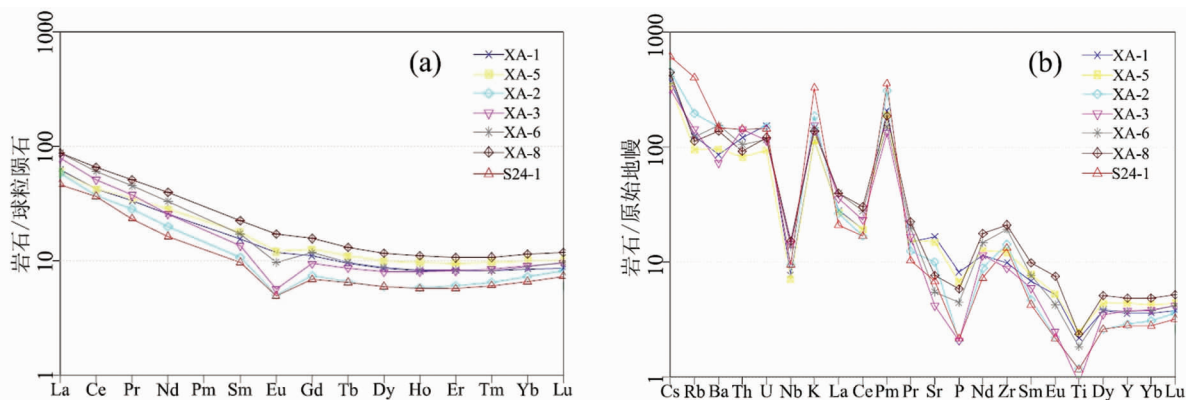 (a)
岩石/球粒陨石
1000
100
10
1
XA-1
XA-5
XA-2
XA-3
XA-6
XA-8
S24-1
La Ce Pr Nd Pm Sm Eu Gd Tb Dy Ho Er Tm Yb Lu
(b)
岩石/原始地幔
1000
100
10
1
XA-1
XA-5
XA-2
XA-3
XA-6
XA-8
S24-1
Cs Rb Ba Th U Nb K La Ce Pm Pr Sr P Nd Zr Sm Eu Ti Dy Y Yb Lu